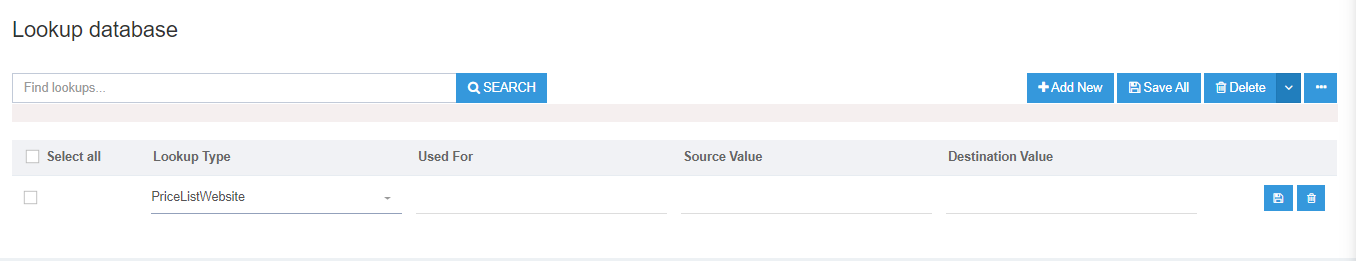 Lookup database
Find lookups...
SEARCH
Add New
Save All
Delete
Select all Lookup Type Used For Source Value Destination Value
PriceListWebsite